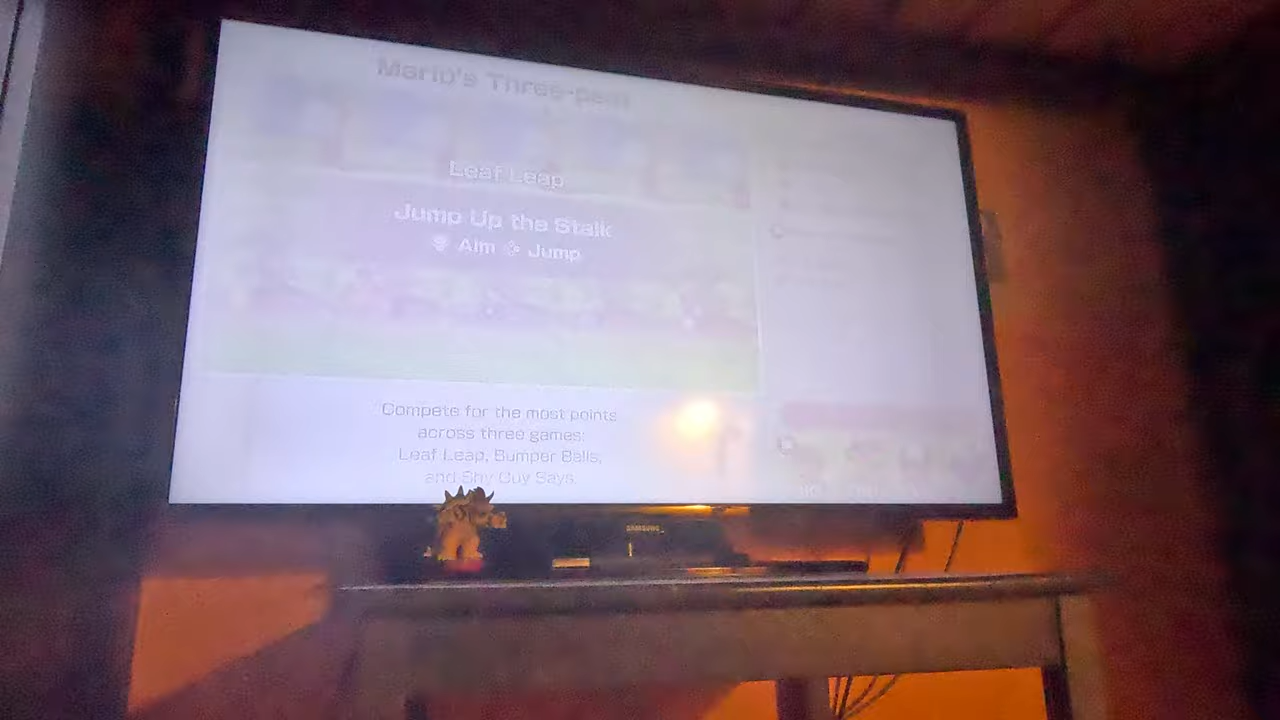 Mario's Three-peat
Leaf Leap
Jump Up the Stalk
Aim Jump
Compete for the most points
across three games:
Leaf Leap, Bumper Balls,
and Shy Guy Says.
SAMSUNG